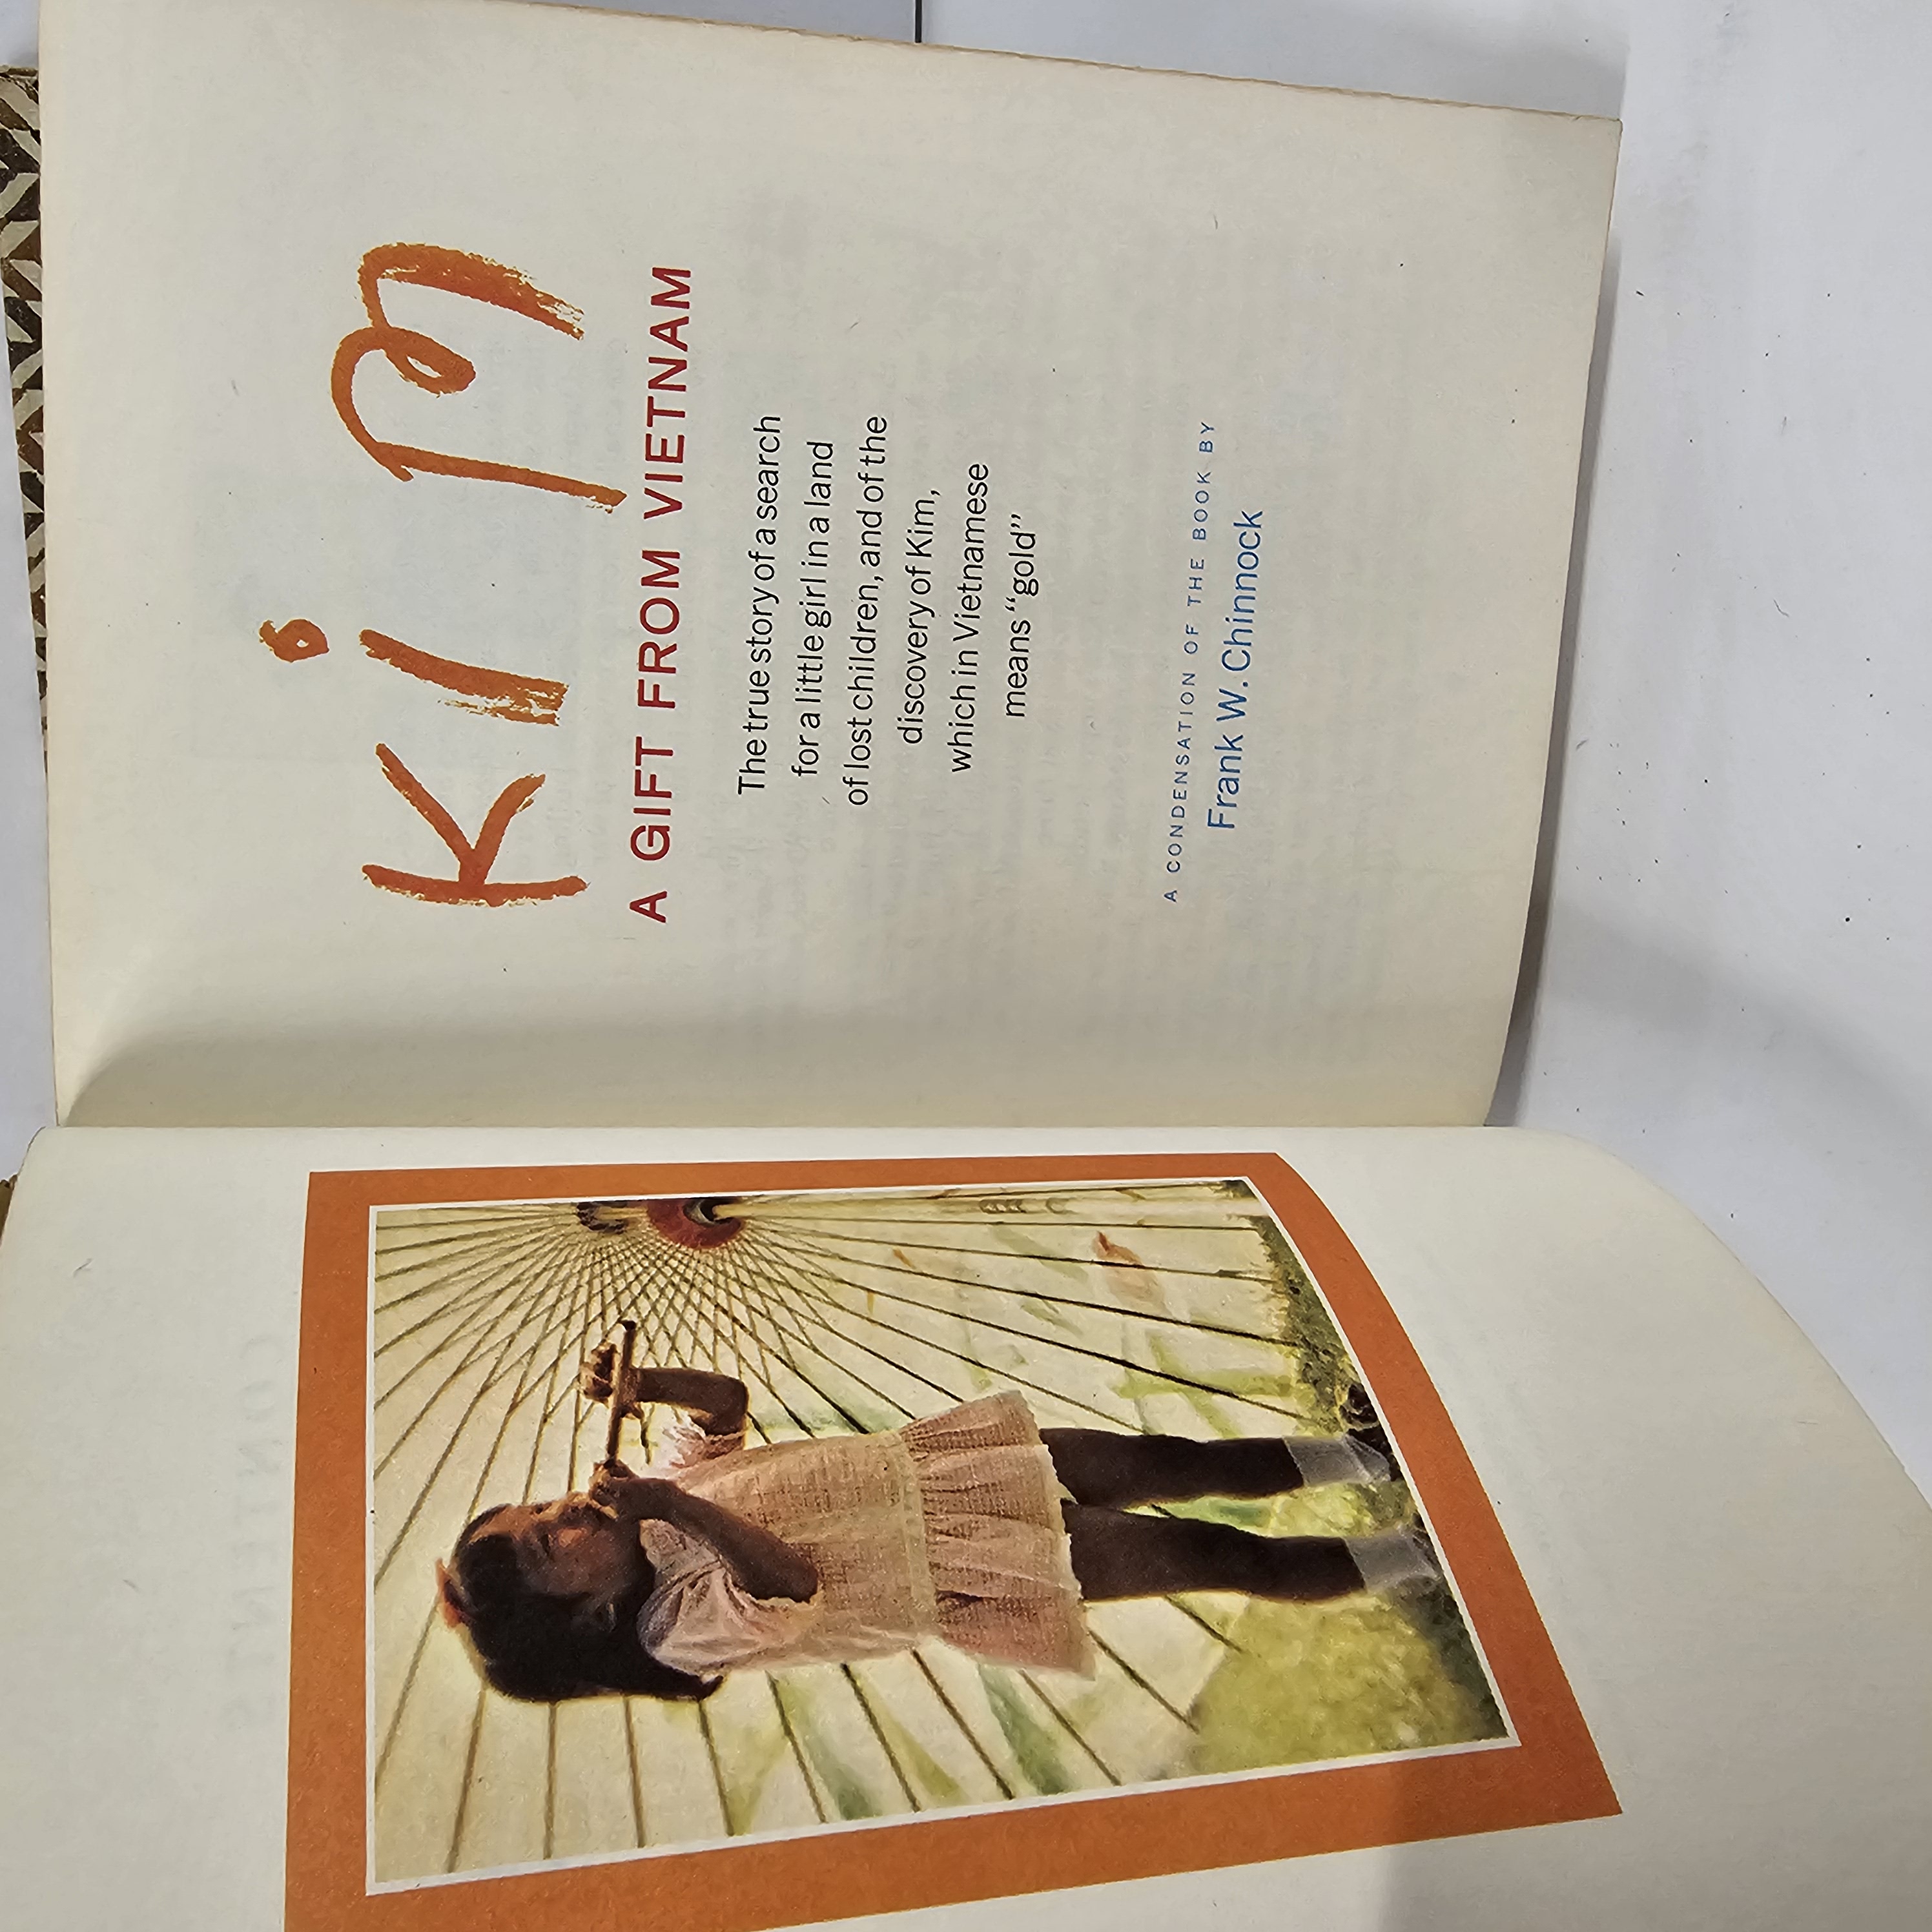 CONTENTS
Kim
A GIFT FROM VIETNAM
The true story of a search
for a little girl in a land
of lost children, and of the
discovery of Kim,
which in Vietnamese
means “gold”
A CONDENSATION OF THE BOOK BY
Frank W. Chinnock